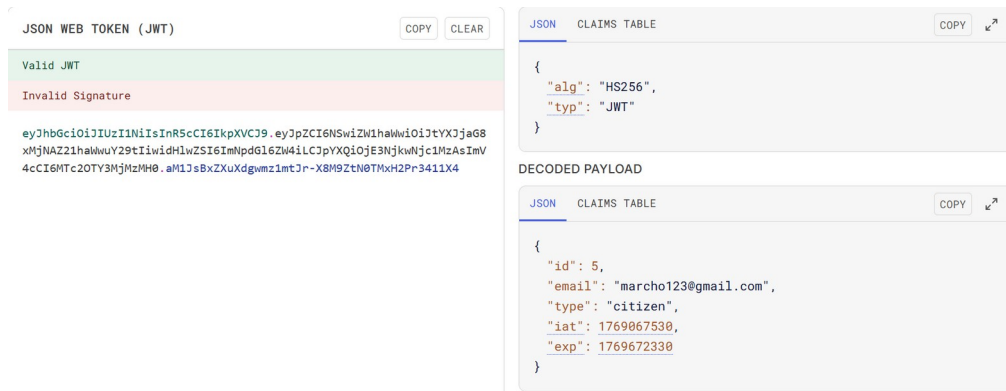 JSON WEB TOKEN (JWT)
COPY
CLEAR
Valid JWT
Invalid Signature
eyJhbGciOiJIUzI1NiIsInR5cCI6IkpXVCJ9.eyJpZCI6NSwiZW1haWwiOiJtYXJjaG8
xMjNAZ21haWwuY29tIiwidHlwZSI6ImNpdGl6ZW4iLCJpYXQiOjE3NjkwNjc1MzAsImV
4cCI6MTc2OTY3MjMzMH0.aM1JsBxZXuXdgwmz1mtJr-X8M9ZtN0TMxH2Pr3411X4
JSON
CLAIMS TABLE
COPY
{
"alg": "HS256",
"typ": "JWT"
}
DECODED PAYLOAD
JSON
CLAIMS TABLE
COPY
{
"id": 5,
"email": "marcho123@gmail.com",
"type": "citizen",
"iat": 1769067530,
"exp": 1769672330
}